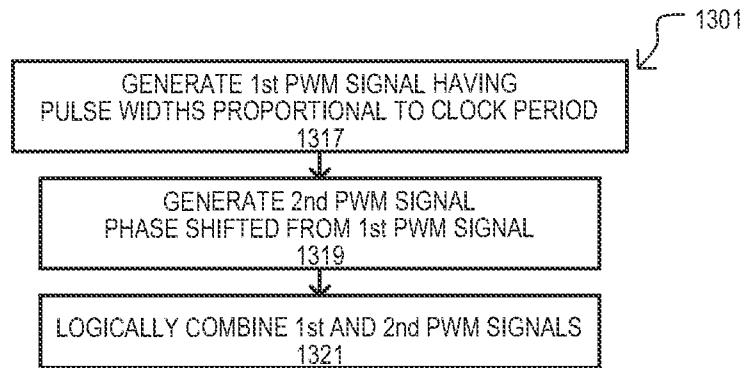 1301
GENERATE 1st PWM SIGNAL HAVING
PULSE WIDTHS PROPORTIONAL TO CLOCK PERIOD
1317
GENERATE 2nd PWM SIGNAL
PHASE SHIFTED FROM 1st PWM SIGNAL
1319
LOGICALLY COMBINE 1st AND 2nd PWM SIGNALS
1321